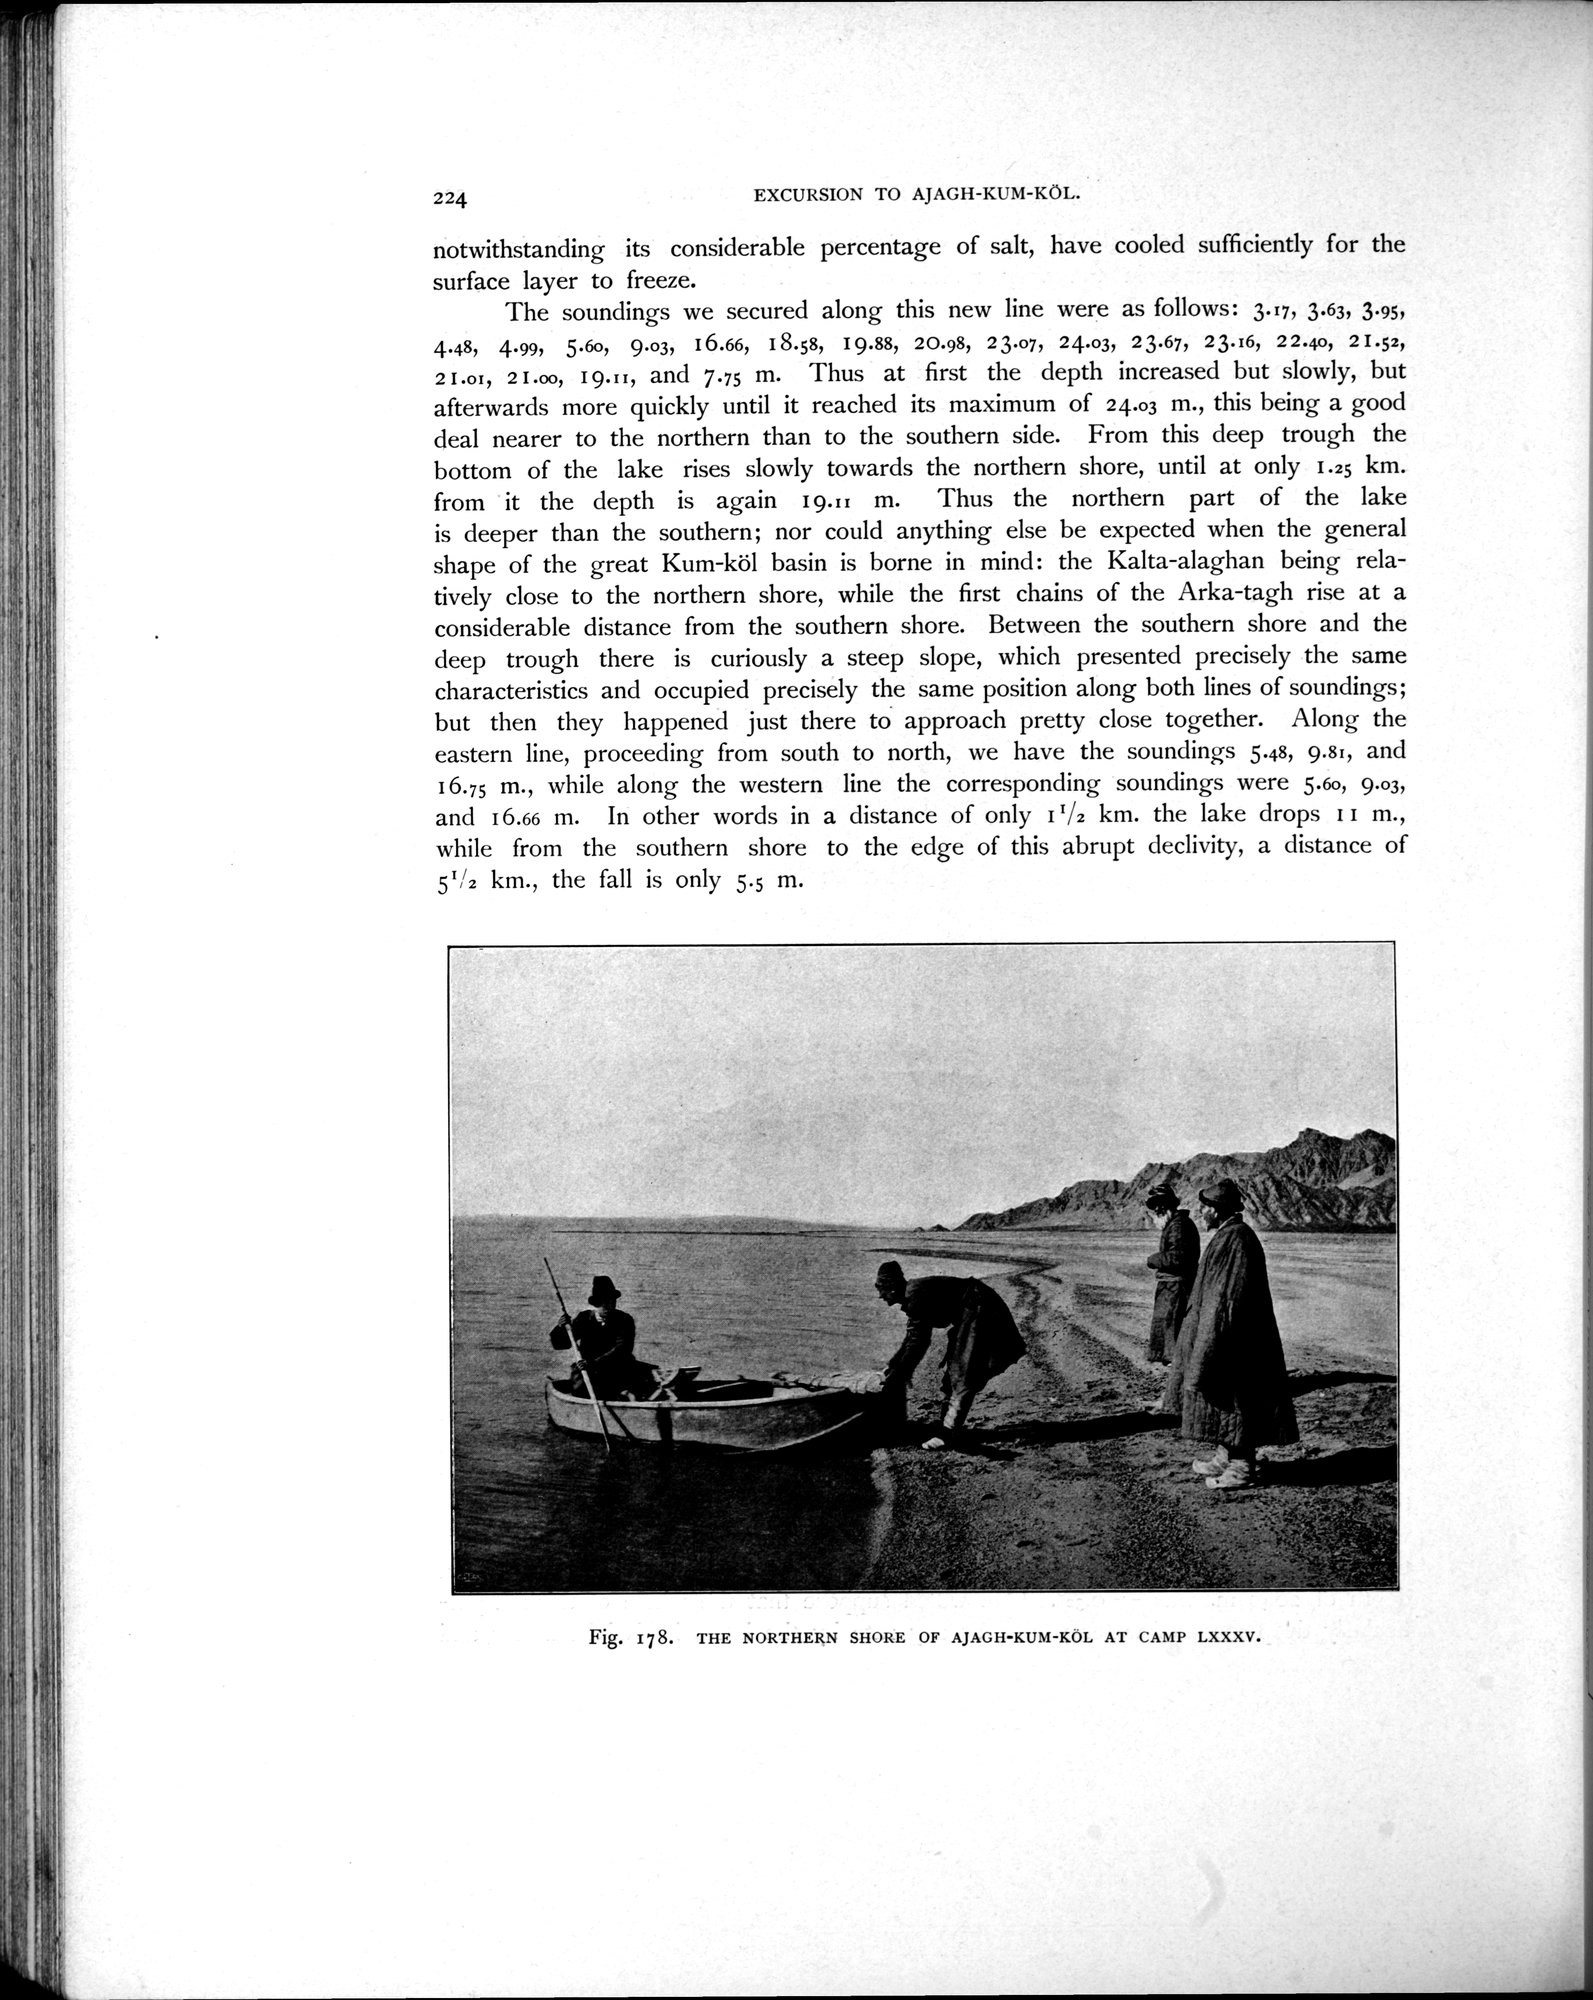 224
EXCURSION TO AJAGH-KUM-KÖL.
notwithstanding its considerable percentage of salt, have cooled sufficiently for the
surface layer to freeze.
The soundings we secured along this new line were as follows: 3.17, 3.63, 3.95,
4.48, 4.99, 5.60, 9.03, 16.66, 18.58, 19.88, 20.98, 23.07, 24.03, 23.67, 23.16, 22.40, 21.52,
21.01, 21.00, 19.11, and 7.75 m. Thus at first the depth increased but slowly, but
afterwards more quickly until it reached its maximum of 24.03 m., this being a good
deal nearer to the northern than to the southern side. From this deep trough the
bottom of the lake rises slowly towards the northern shore, until at only 1.25 km.
from it the depth is again 19.11 m. Thus the northern part of the lake
is deeper than the southern; nor could anything else be expected when the general
shape of the great Kum-köl basin is borne in mind: the Kalta-alaghan being rela-
tively close to the northern shore, while the first chains of the Arka-tagh rise at a
considerable distance from the southern shore. Between the southern shore and the
deep trough there is curiously a steep slope, which presented precisely the same
characteristics and occupied precisely the same position along both lines of soundings;
but then they happened just there to approach pretty close together. Along the
eastern line, proceeding from south to north, we have the soundings 5.48, 9.81, and
16.75 m., while along the western line the corresponding soundings were 5.60, 9.03,
and 16.66 m. In other words in a distance of only 1 1/2 km. the lake drops 11 m.,
while from the southern shore to the edge of this abrupt declivity, a distance of
5 1/2 km., the fall is only 5.5 m.
Fig. 178. THE NORTHERN SHORE OF AJAGH-KUM-KÖL AT CAMP LXXXV.